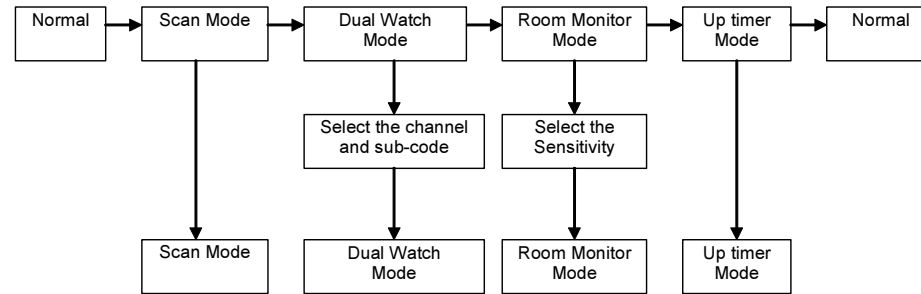 Normal
Scan Mode
Dual Watch
Mode
Room Monitor
Mode
Up timer
Mode
Normal
Select the channel
and sub-code
Select the
Sensitivity
Scan Mode
Dual Watch
Mode
Room Monitor
Mode
Up timer
Mode